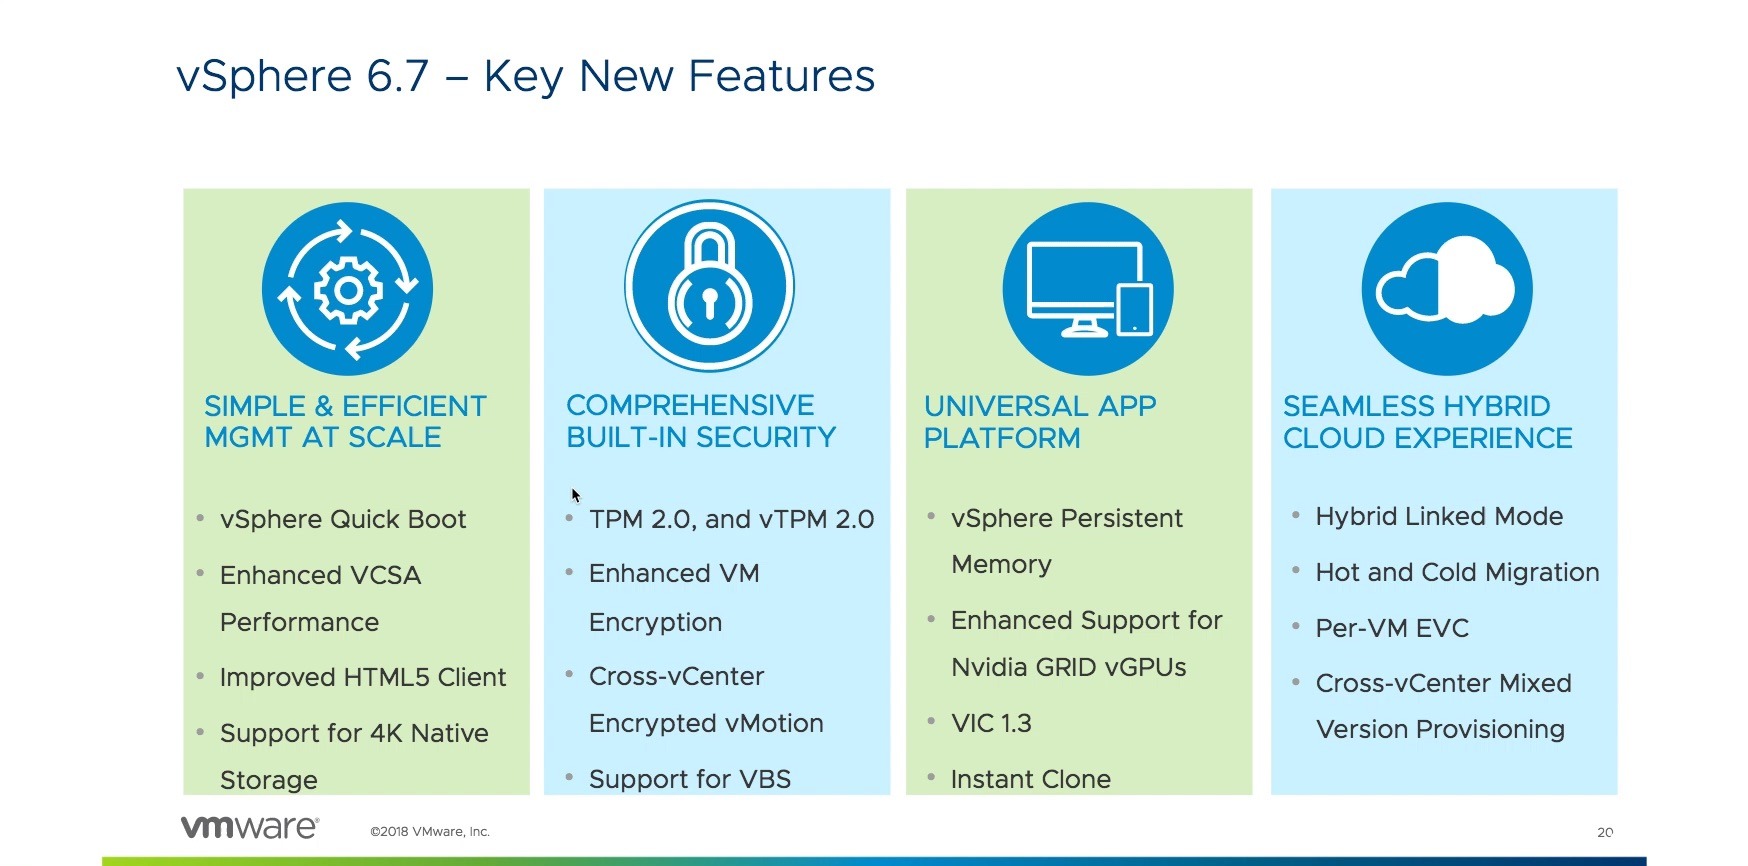 vSphere 6.7 – Key New Features
SIMPLE & EFFICIENT
MGMT AT SCALE
• vSphere Quick Boot
• Enhanced VCSA
Performance
• Improved HTML5 Client
• Support for 4K Native
Storage
COMPREHENSIVE
BUILT-IN SECURITY
• TPM 2.0, and vTPM 2.0
• Enhanced VM
Encryption
• Cross-vCenter
Encrypted vMotion
• Support for VBS
UNIVERSAL APP
PLATFORM
• vSphere Persistent
Memory
• Enhanced Support for
Nvidia GRID vGPUs
• VIC 1.3
• Instant Clone
SEAMLESS HYBRID
CLOUD EXPERIENCE
• Hybrid Linked Mode
• Hot and Cold Migration
• Per-VM EVC
• Cross-vCenter Mixed
Version Provisioning
vmware®
©2018 VMware, Inc.
20